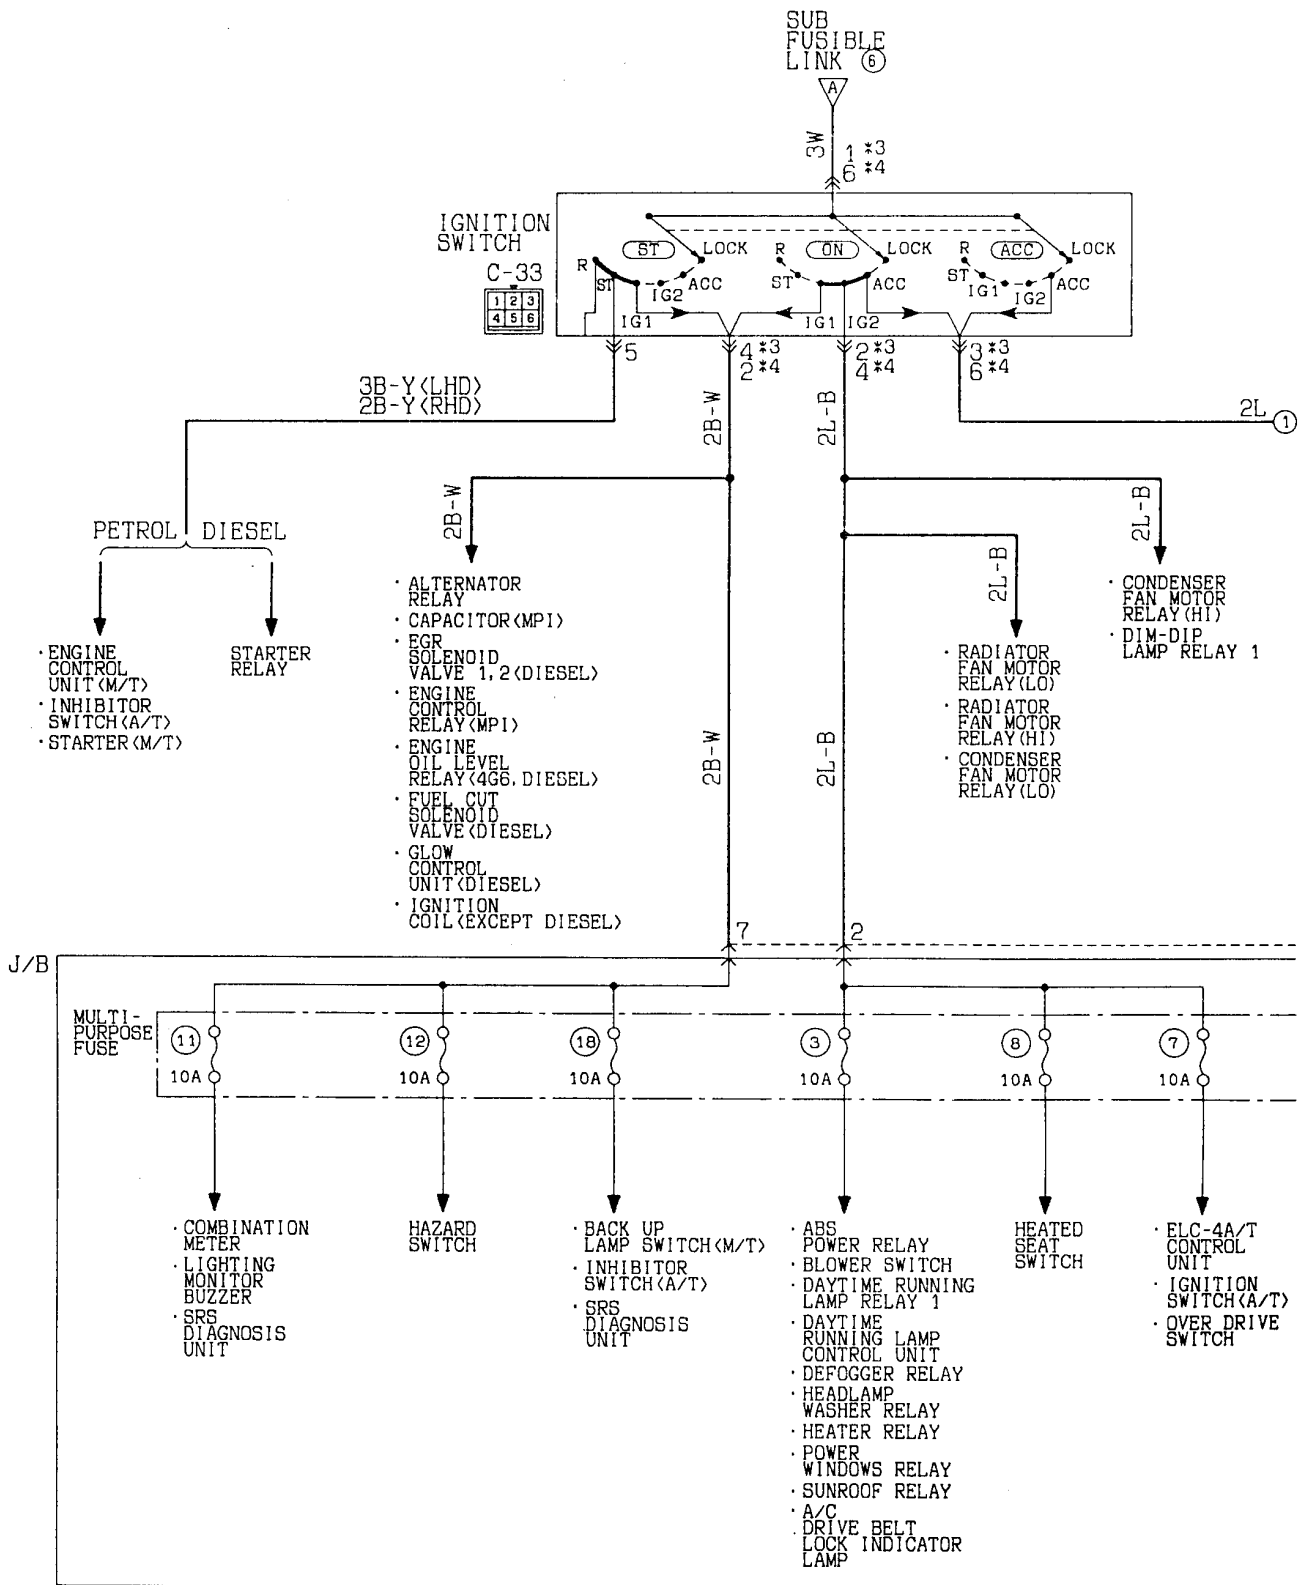 SUB
FUSIBLE
LINK 6
A
3W
1 *3
6 *4
IGNITION
SWITCH
C-33
1 2 3
4 5 6
R
ST
ST
LOCK
ACC
IG2
IG1
R
ON
ST
LOCK
ACC
IG1
IG2
R
ACC
ST
LOCK
IG1
IG2
ACC
5
4 *3
2 *4
2 *3
4 *4
3 *3
6 *4
3B-Y<LHD>
2B-Y<RHD>
2B-W
2L-B
2L
1
2B-W
2L-B
2L-B
PETROL DIESEL
· ENGINE
CONTROL
UNIT<M/T>
· INHIBITOR
SWITCH<A/T>
· STARTER<M/T>
STARTER
RELAY
· ALTERNATOR
RELAY
· CAPACITOR<MPI>
· EGR
SOLENOID
VALVE 1,2<DIESEL>
· ENGINE
CONTROL
RELAY<MPI>
· ENGINE
OIL LEVEL
RELAY<4G6,DIESEL>
· FUEL CUT
SOLENOID
VALVE<DIESEL>
· GLOW
CONTROL
UNIT<DIESEL>
· IGNITION
COIL<EXCEPT DIESEL>
2B-W
2L-B
· RADIATOR
FAN MOTOR
RELAY(LO)
· RADIATOR
FAN MOTOR
RELAY(HI)
· CONDENSER
FAN MOTOR
RELAY(LO)
· CONDENSER
FAN MOTOR
RELAY(HI)
· DIM-DIP
LAMP RELAY 1
7
2
J/B
MULTI-
PURPOSE
FUSE
11
10A
12
10A
18
10A
3
10A
8
10A
7
10A
· COMBINATION
METER
· LIGHTING
MONITOR
BUZZER
· SRS
DIAGNOSIS
UNIT
HAZARD
SWITCH
· BACK UP
LAMP SWITCH<M/T>
· INHIBITOR
SWITCH<A/T>
· SRS
DIAGNOSIS
UNIT
· ABS
POWER RELAY
· BLOWER SWITCH
· DAYTIME RUNNING
LAMP RELAY 1
· DAYTIME
RUNNING LAMP
CONTROL UNIT
· DEFOGGER RELAY
· HEADLAMP
WASHER RELAY
· HEATER RELAY
· POWER
WINDOWS RELAY
· SUNROOF RELAY
· A/C
DRIVE BELT
LOCK INDICATOR
LAMP
HEATED
SEAT
SWITCH
· ELC-4A/T
CONTROL
UNIT
· IGNITION
SWITCH<A/T>
· OVER DRIVE
SWITCH